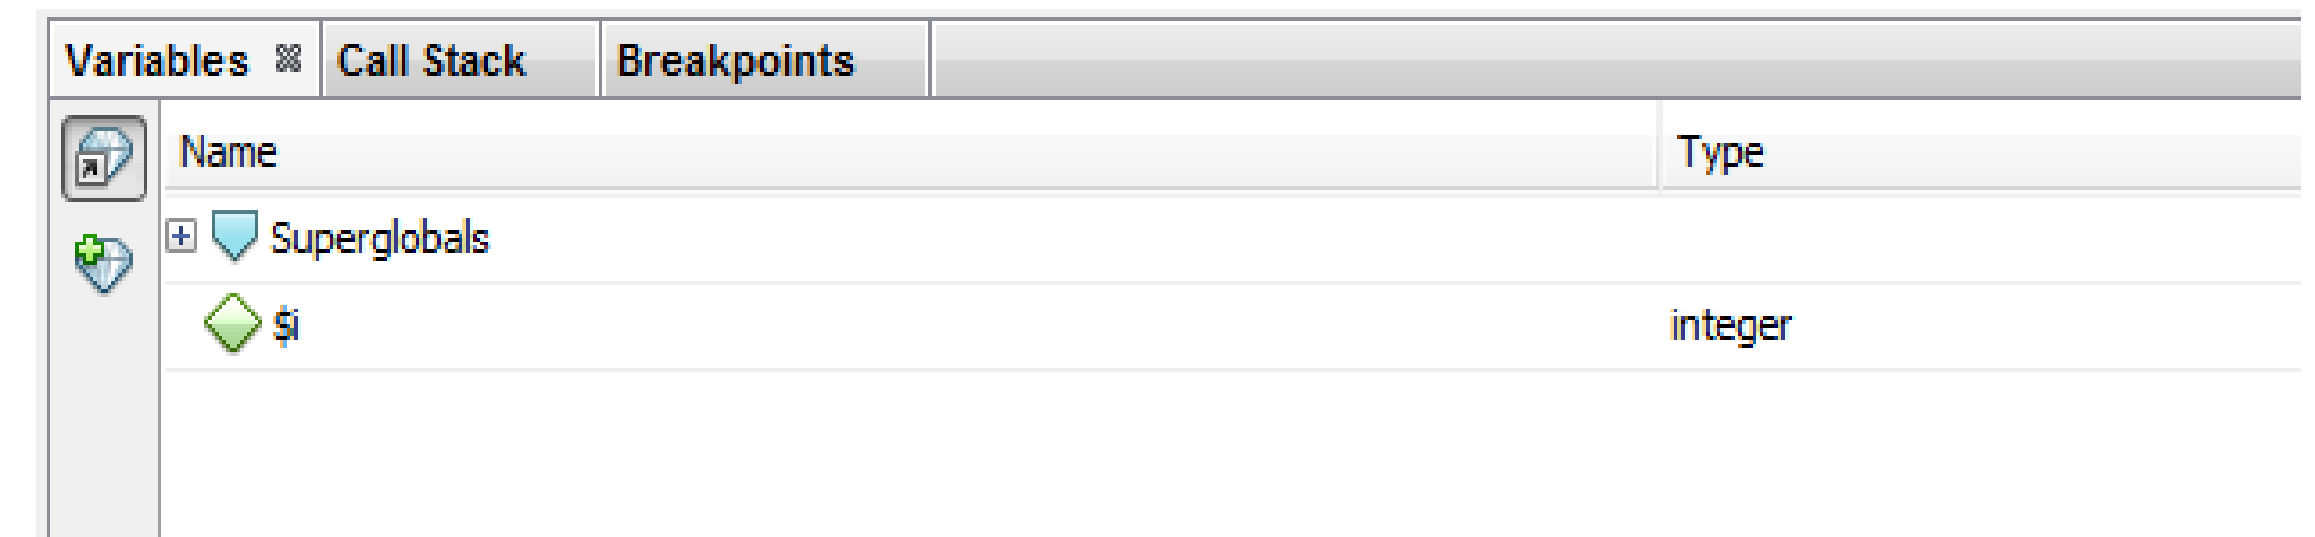 Variables Call Stack Breakpoints
Name Type
Superglobals
$i integer